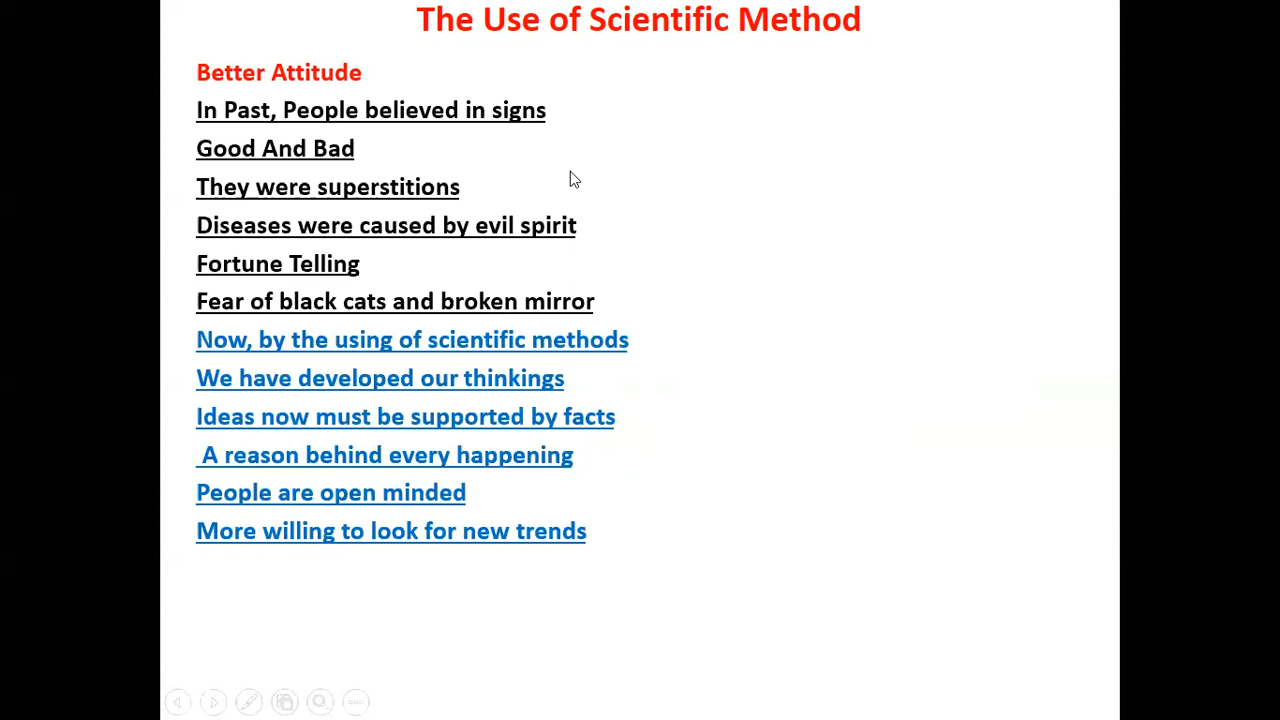 The Use of Scientific Method
Better Attitude
In Past, People believed in signs
Good And Bad
They were superstitions
Diseases were caused by evil spirit
Fortune Telling
Fear of black cats and broken mirror
Now, by the using of scientific methods
We have developed our thinkings
Ideas now must be supported by facts
A reason behind every happening
People are open minded
More willing to look for new trends